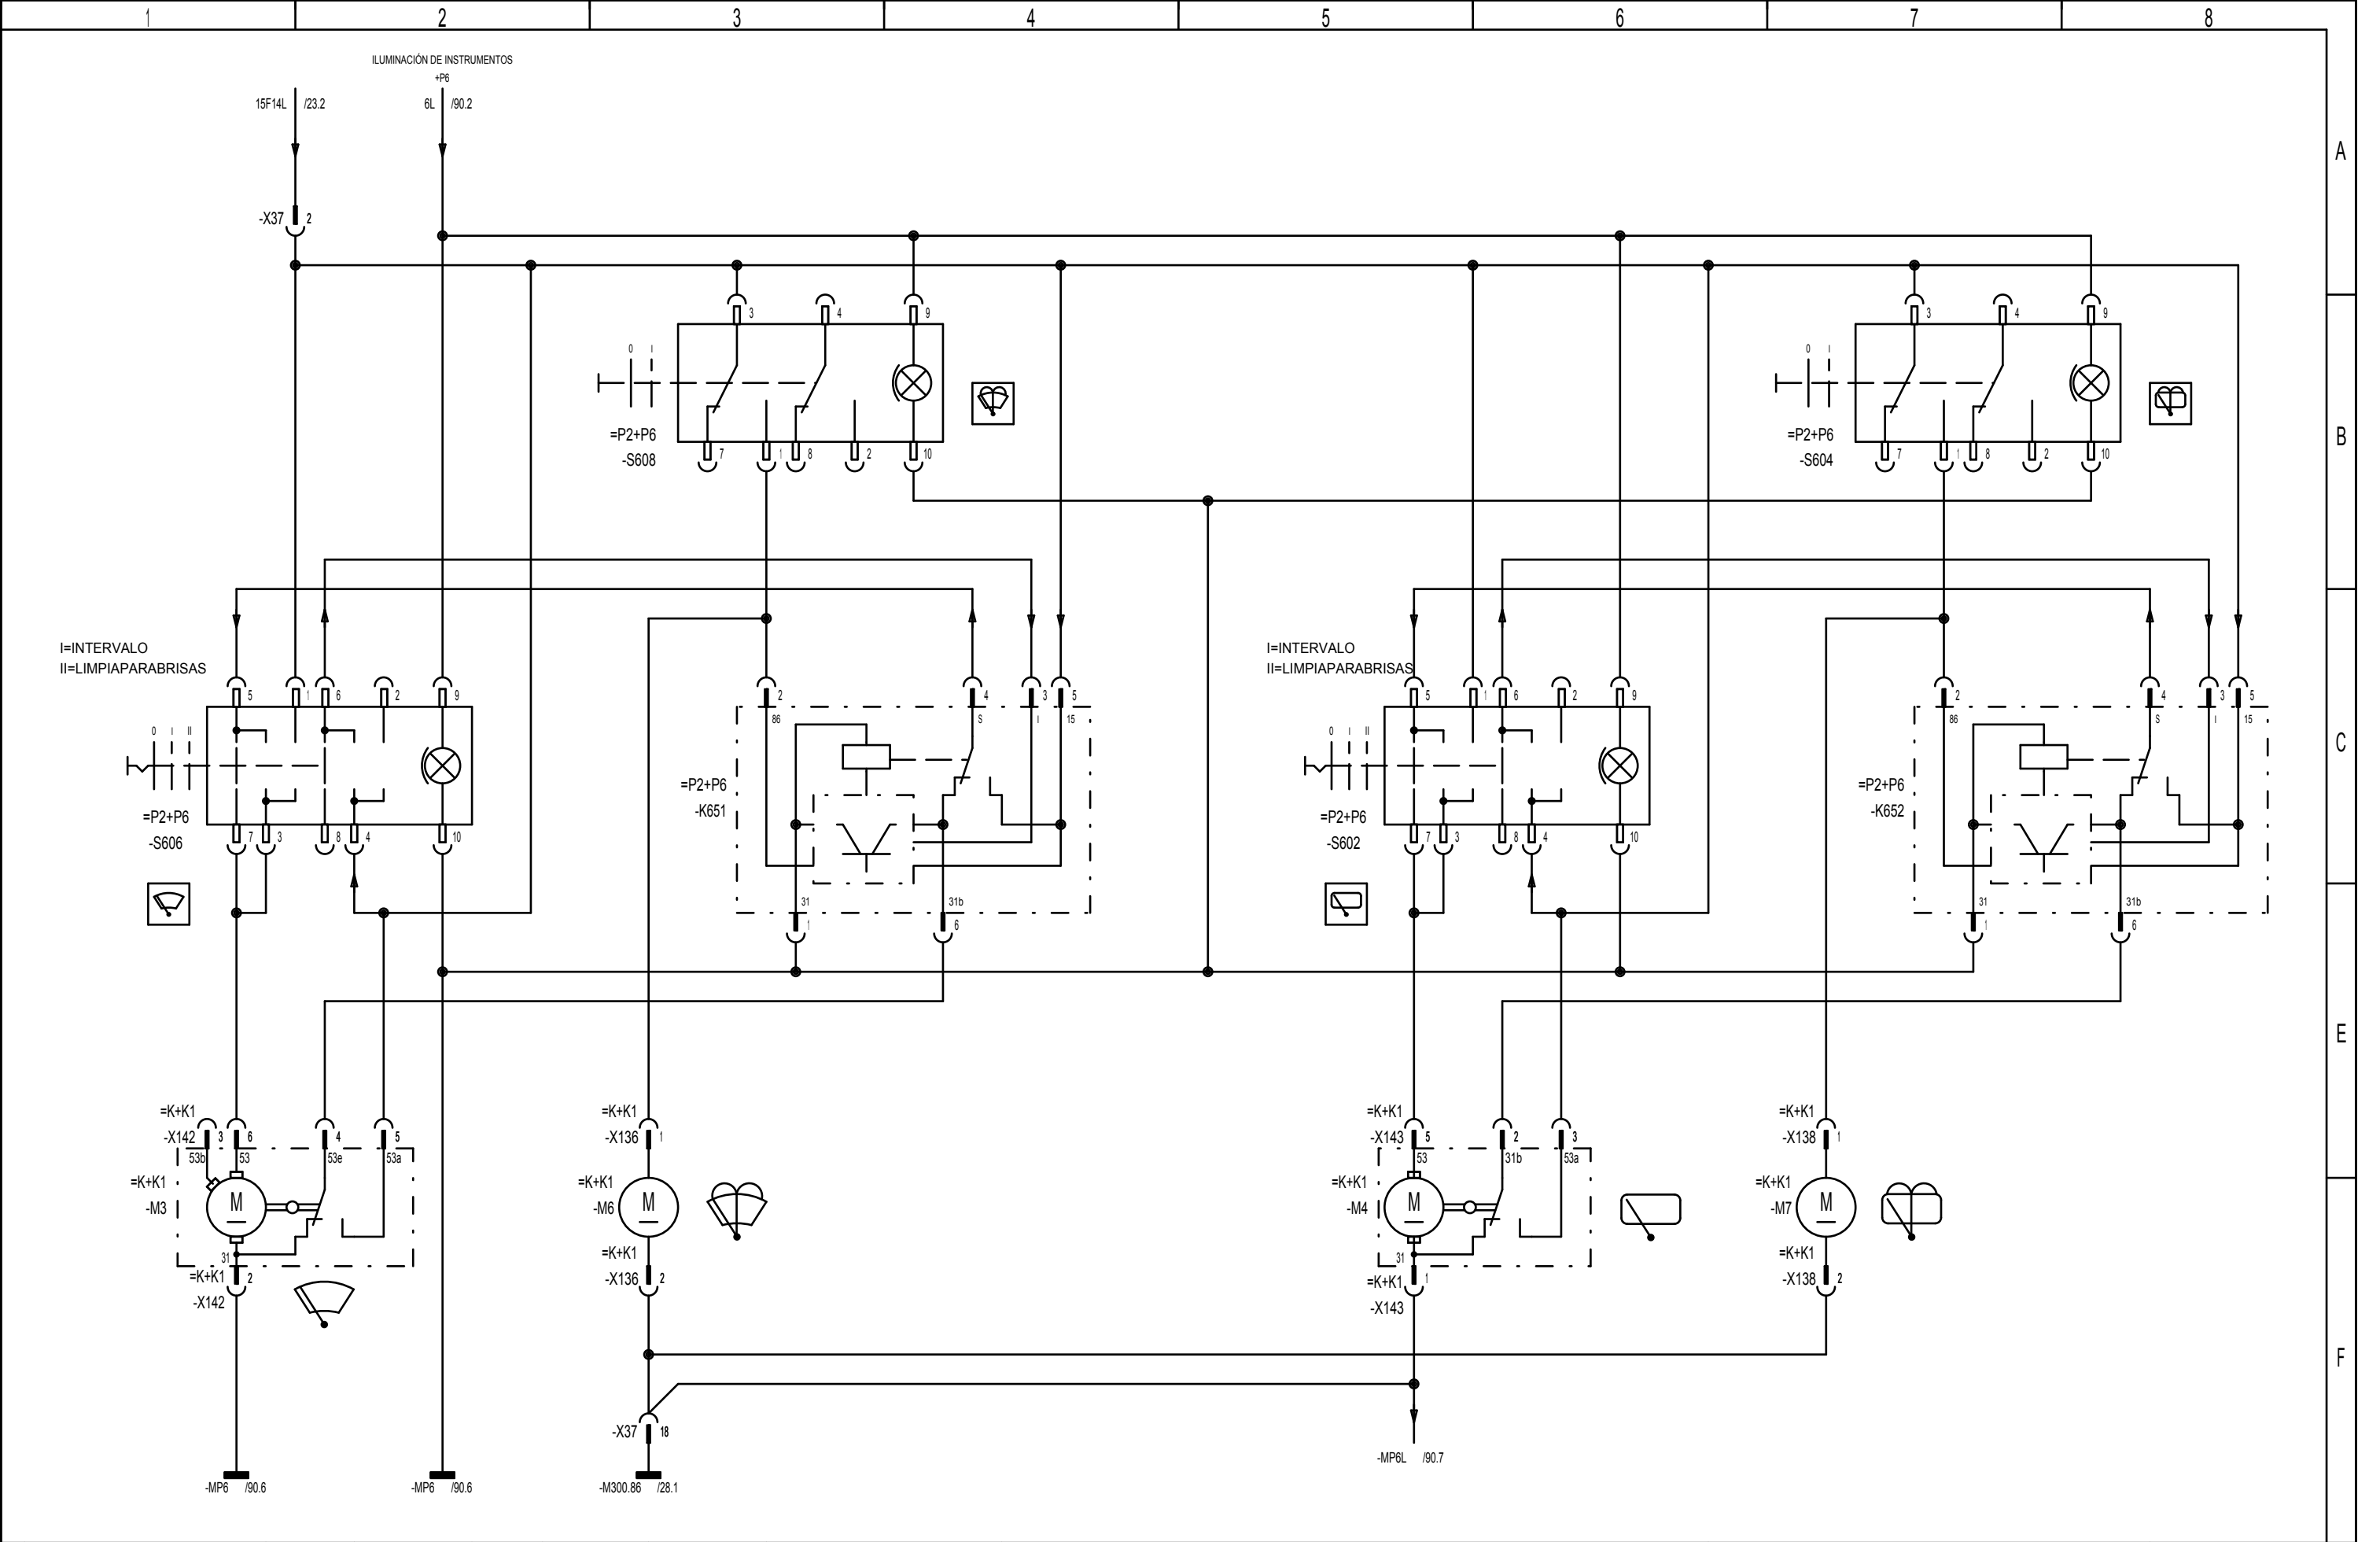 1 2 3 4 5 6 7 8
ILUMINACIÓN DE INSTRUMENTOS
+P6
15F14L /23.2 6L /90.2
A
-X37 2
3 4 9 3 4 9
0 I 0 I
=P2+P6 =P2+P6
B B
-S608 7 1 8 2 10 -S604 7 1 8 2 10
I=INTERVALO I=INTERVALO
II=LIMPIAPARABRISAS II=LIMPIAPARABRISAS
5 1 6 2 9 2 4 3 5 5 1 6 2 9 2 4 3 5
86 S I 15 86 S I 15
0 I II 0 I II
C C
=P2+P6 =P2+P6
-K651 -K652
=P2+P6 =P2+P6
-S606 7 3 8 4 10 -S602 7 3 8 4 10
31 31b 31 31b
1 6 1 6
E
=K+K1 =K+K1 =K+K1 =K+K1
-X142 3 6 4 5 -X136 1 -X143 5 2 3 -X138 1
53b 53 53e 53a 53 31b 53a
=K+K1 =K+K1 =K+K1 =K+K1
-M3 M -M6 M -M4 M -M7 M
31 =K+K1 31 =K+K1
=K+K1 2 -X136 2 =K+K1 1 -X138 2
-X142 -X143
F
-X37 18
-MP6L /90.7
-MP6 /90.6 -MP6 /90.6 -M300.86 /28.1